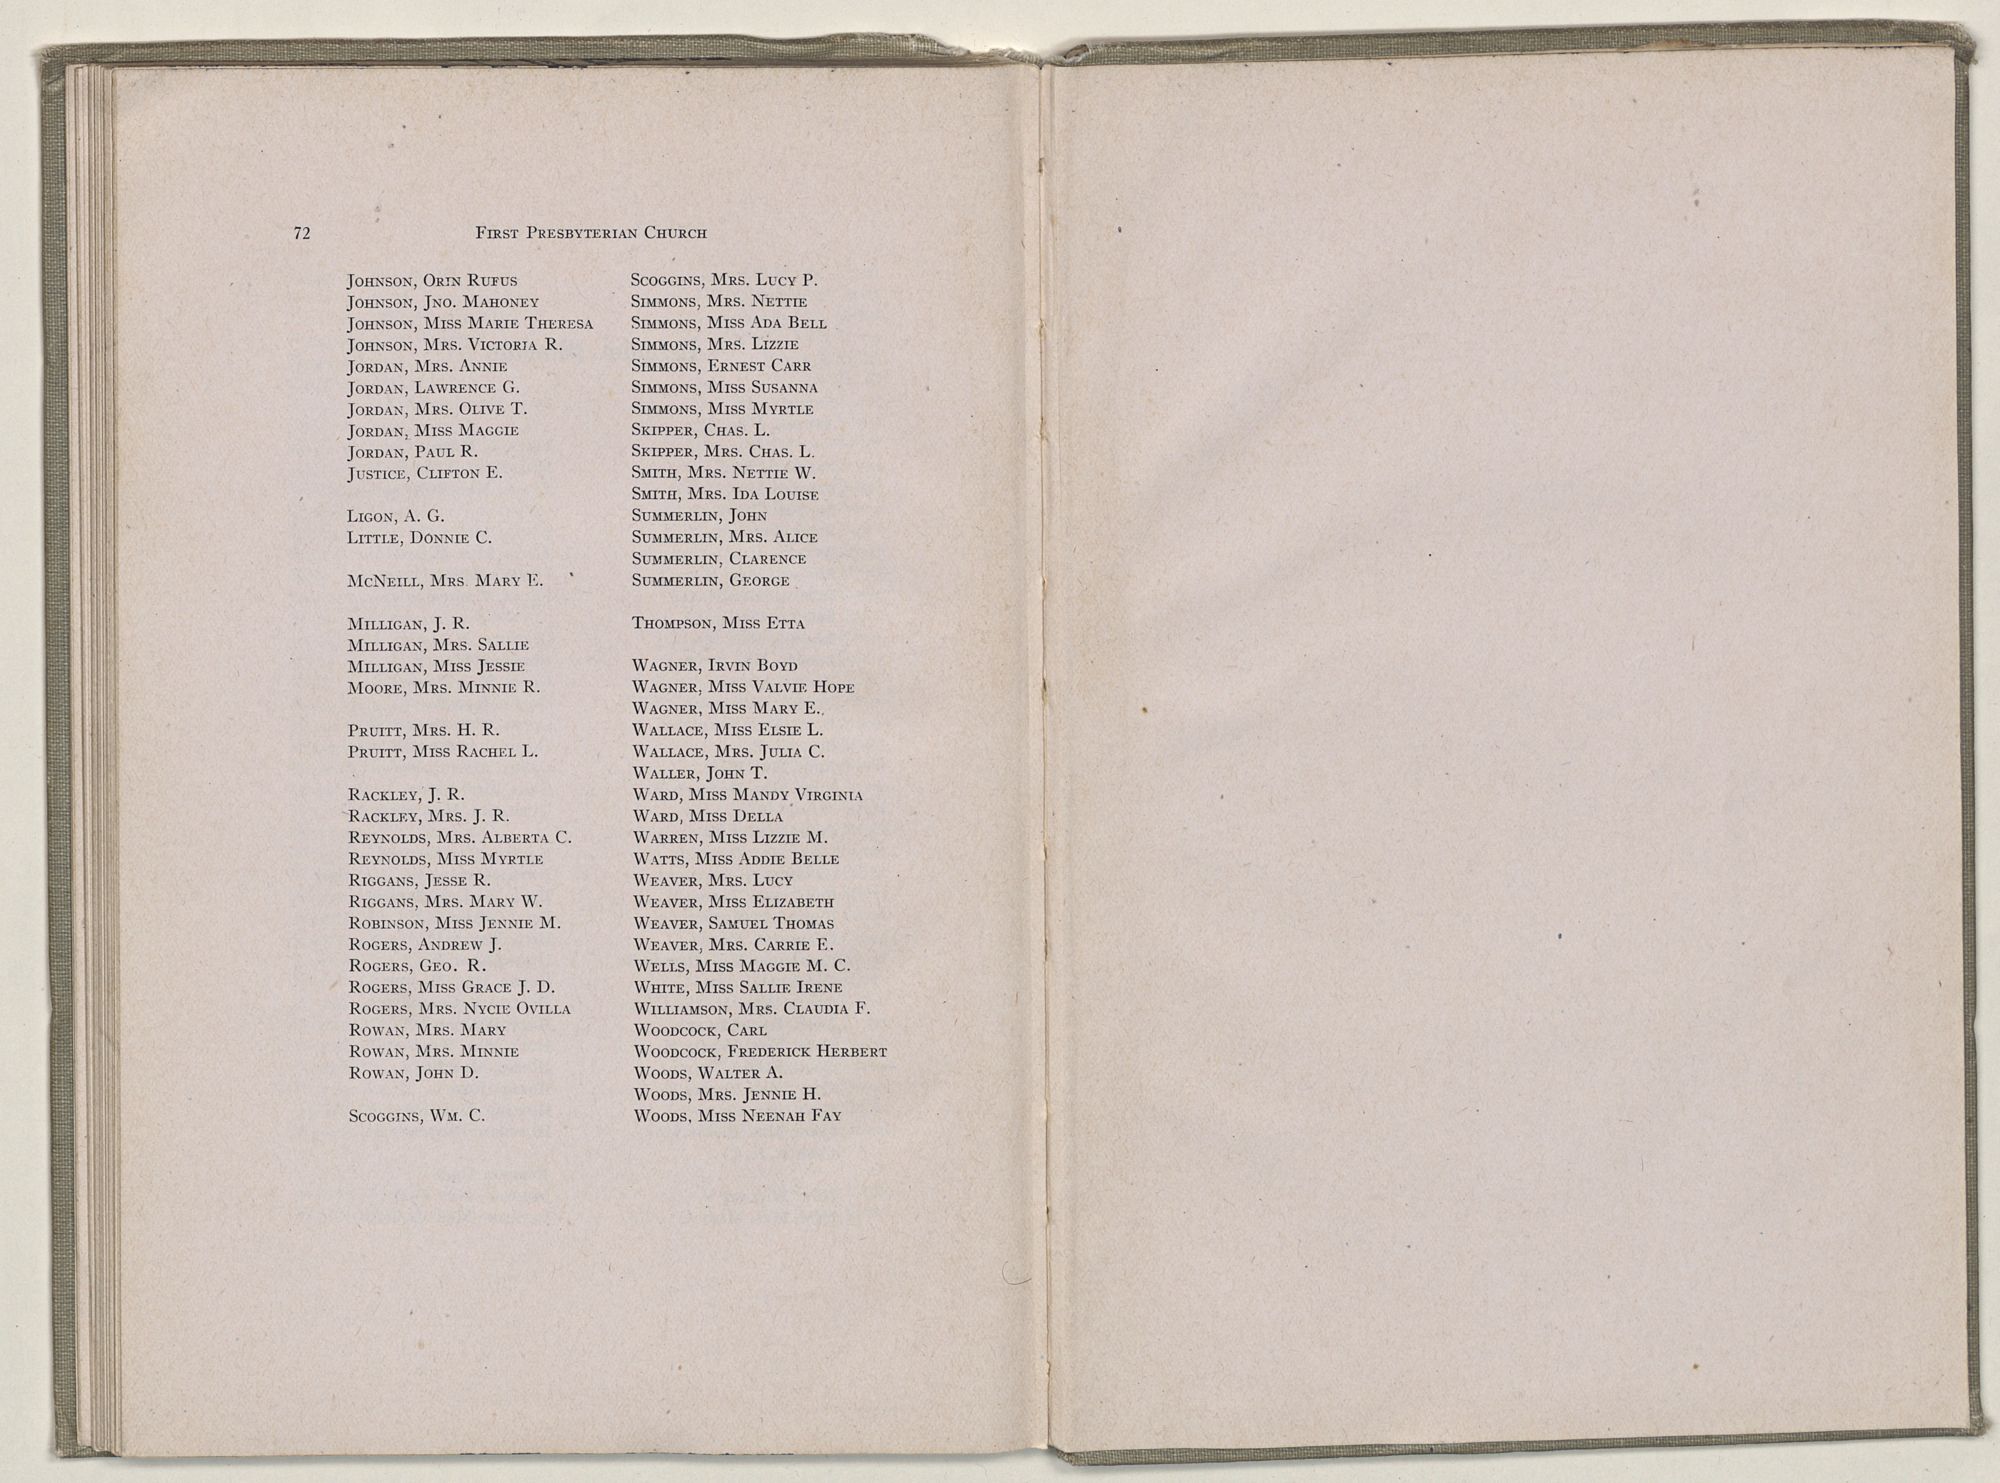 72 First Presbyterian Church
Johnson, Orin Rufus
Johnson, Jno. Mahoney
Johnson, Miss Marie Theresa
Johnson, Mrs. Victoria R.
Jordan, Mrs. Annie
Jordan, Lawrence G.
Jordan, Mrs. Olive T.
Jordan, Miss Maggie
Jordan, Paul R.
Justice, Clifton E.
Ligon, A. G.
Little, Donnie C.
McNeill, Mrs. Mary E.
Milligan, J. R.
Milligan, Mrs. Sallie
Milligan, Miss Jessie
Moore, Mrs. Minnie R.
Pruitt, Mrs. H. R.
Pruitt, Miss Rachel L.
Rackley, J. R.
Rackley, Mrs. J. R.
Reynolds, Mrs. Alberta C.
Reynolds, Miss Myrtle
Riggans, Jesse R.
Riggans, Mrs. Mary W.
Robinson, Miss Jennie M.
Rogers, Andrew J.
Rogers, Geo. R.
Rogers, Miss Grace J. D.
Rogers, Mrs. Nycie Ovilla
Rowan, Mrs. Mary
Rowan, Mrs. Minnie
Rowan, John D.
Scoggins, Wm. C.
Scoggins, Mrs. Lucy P.
Simmons, Mrs. Nettie
Simmons, Miss Ada Bell
Simmons, Mrs. Lizzie
Simmons, Ernest Carr
Simmons, Miss Susanna
Simmons, Miss Myrtle
Skipper, Chas. L.
Skipper, Mrs. Chas. L.
Smith, Mrs. Nettie W.
Smith, Mrs. Ida Louise
Summerlin, John
Summerlin, Mrs. Alice
Summerlin, Clarence
Summerlin, George
Thompson, Miss Etta
Wagner, Irvin Boyd
Wagner, Miss Valvie Hope
Wagner, Miss Mary E.
Wallace, Miss Elsie L.
Wallace, Mrs. Julia C.
Waller, John T.
Ward, Miss Mandy Virginia
Ward, Miss Della
Warren, Miss Lizzie M.
Watts, Miss Addie Belle
Weaver, Mrs. Lucy
Weaver, Miss Elizabeth
Weaver, Samuel Thomas
Weaver, Mrs. Carrie E.
Wells, Miss Maggie M. C.
White, Miss Sallie Irene
Williamson, Mrs. Claudia F.
Woodcock, Carl
Woodcock, Frederick Herbert
Woods, Walter A.
Woods, Mrs. Jennie H.
Woods, Miss Neenah Fay